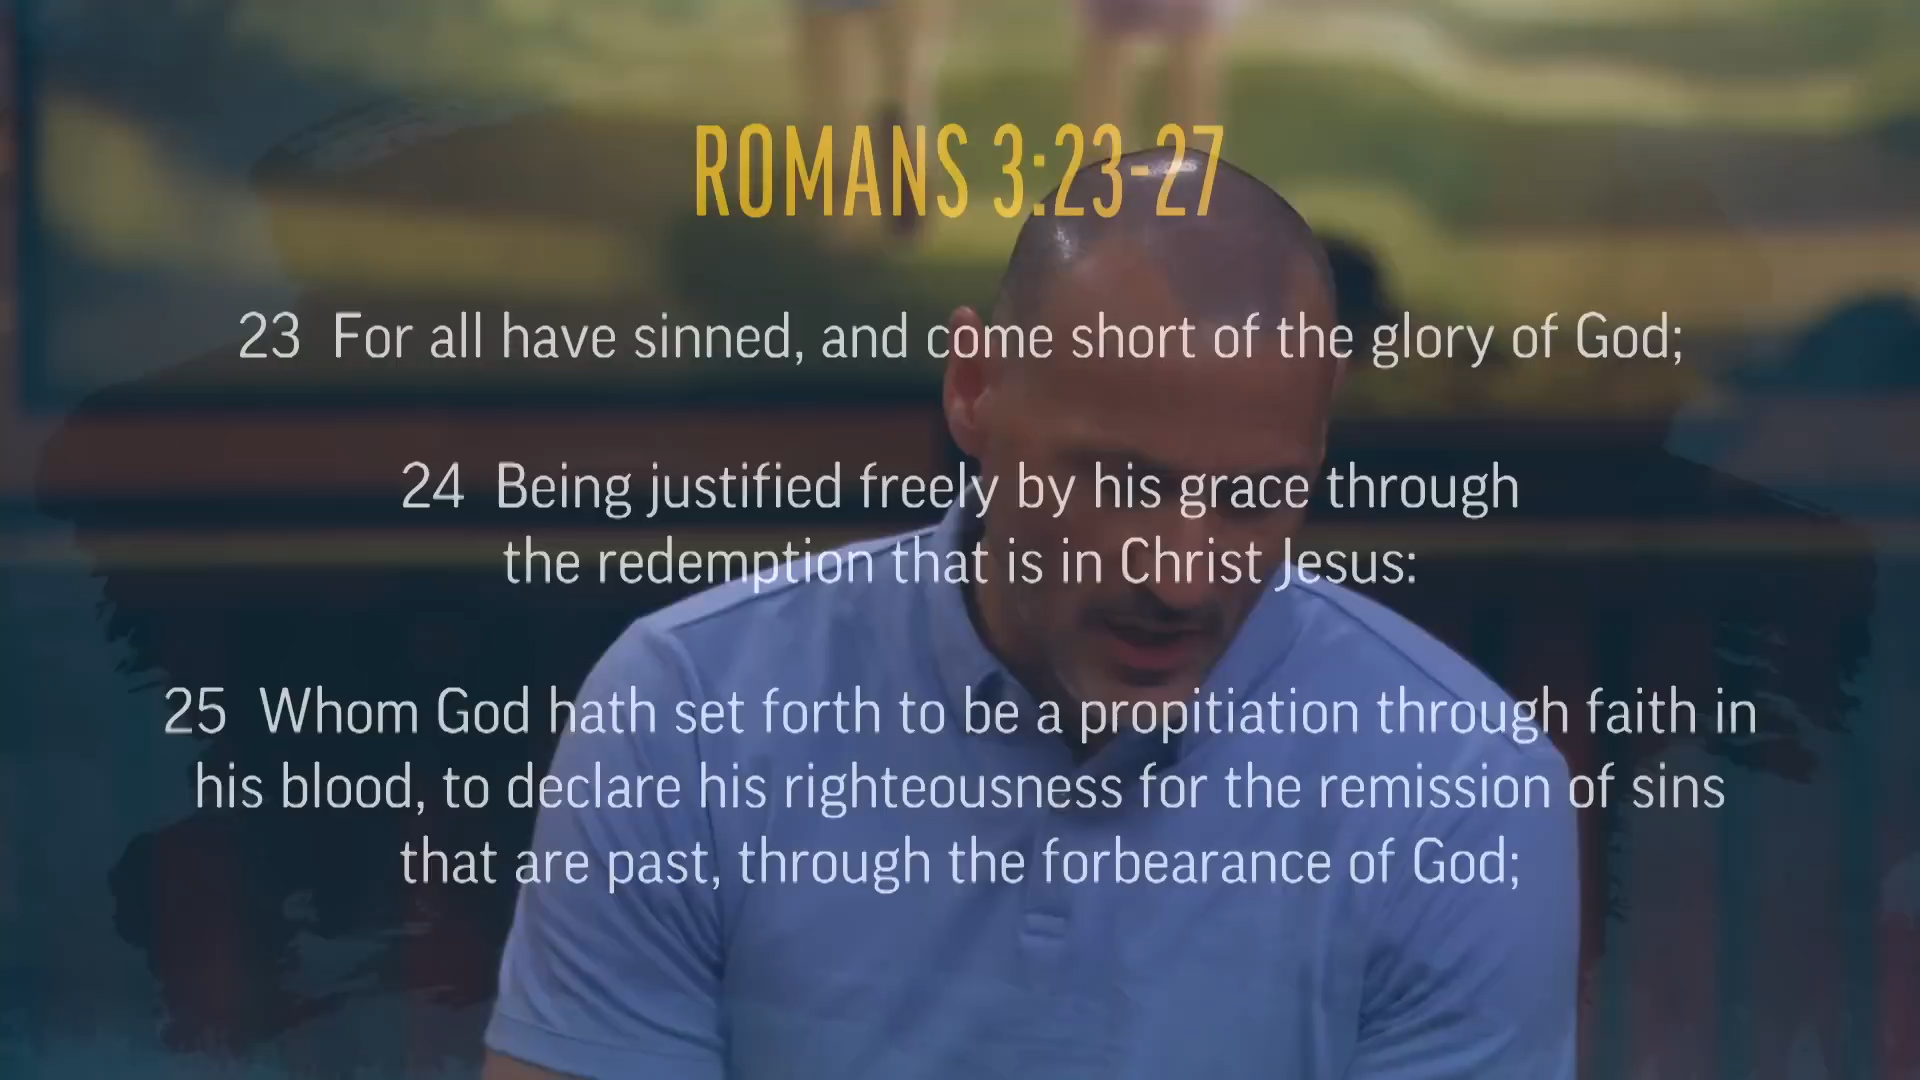 ROMANS 3:23-27
23 For all have sinned, and come short of the glory of God;
24 Being justified freely by his grace through
the redemption that is in Christ Jesus:
25 Whom God hath set forth to be a propitiation through faith in
his blood, to declare his righteousness for the remission of sins
that are past, through the forbearance of God;